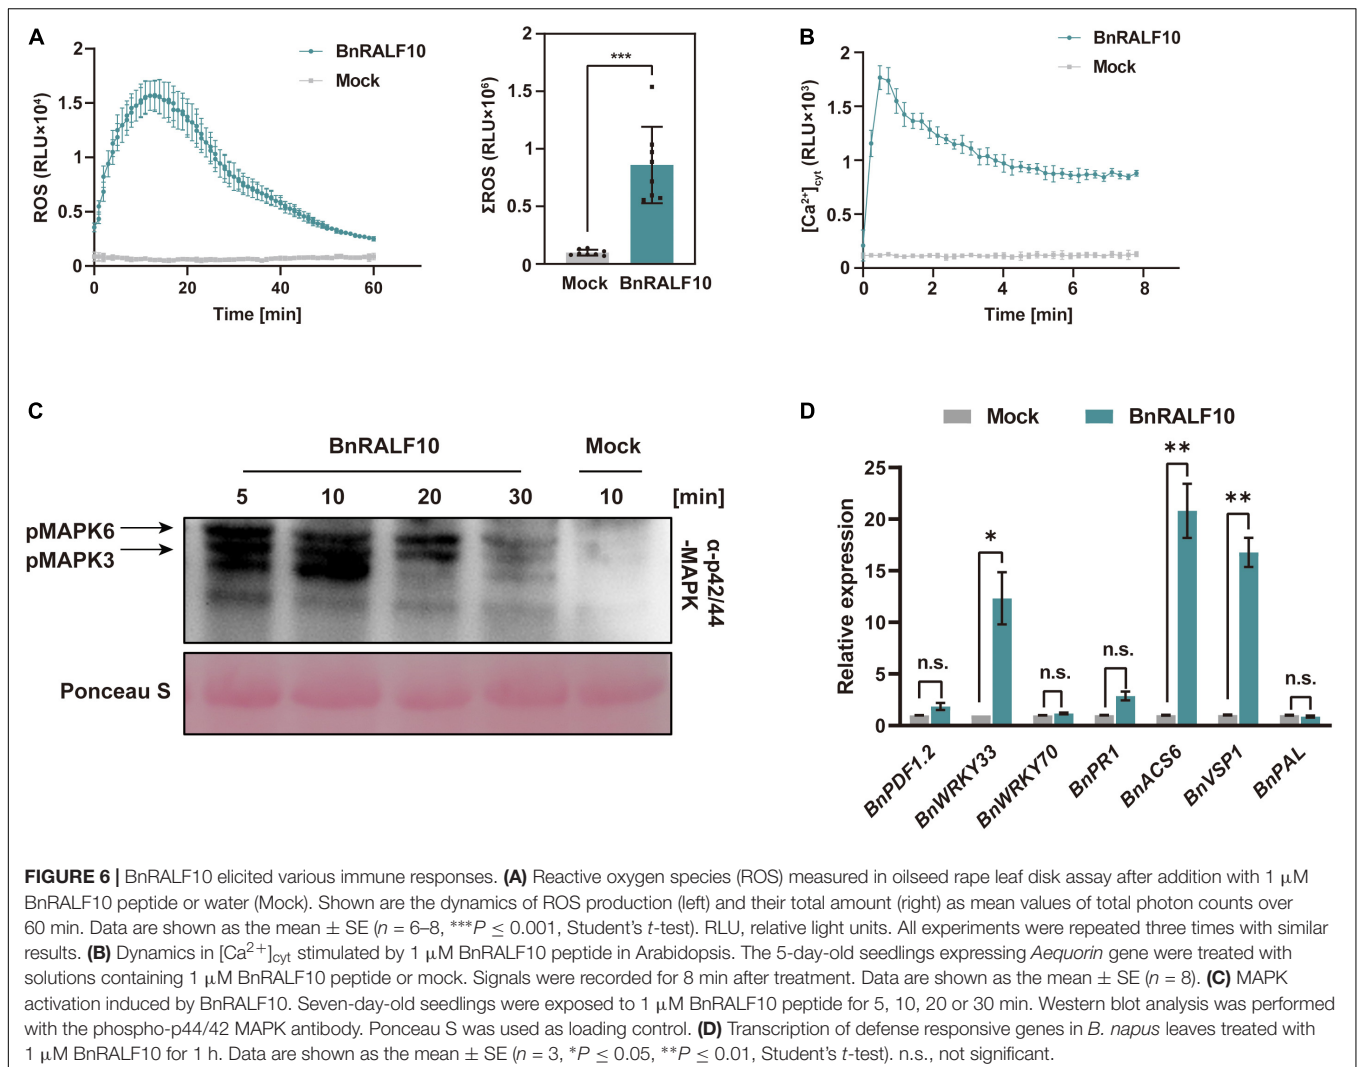 A
2
1.5
1
0.5
0
ROS (RLU×10⁴)
0 20 40 60
Time [min]
BnRALF10
Mock
2
1.5
1
0.5
0
ΣROS (RLU×10⁶)
***
Mock BnRALF10
B
2
1.5
1
0.5
0
[Ca²⁺]cyt (RLU×10³)
0 2 4 6 8
Time [min]
BnRALF10
Mock
C
BnRALF10 Mock
5 10 20 30 10 [min]
pMAPK6
pMAPK3
α-p42/44
-MAPK
Ponceau S
D
Mock BnRALF10
25
20
15
10
5
0
Relative expression
n.s. * n.s. n.s. ** ** n.s.
BnPDF1.2 BnWRKY33 BnWRKY70 BnPR1 BnACS6 BnVSP1 BnPAL
FIGURE 6 | BnRALF10 elicited various immune responses. (A) Reactive oxygen species (ROS) measured in oilseed rape leaf disk assay after addition with 1 μM
BnRALF10 peptide or water (Mock). Shown are the dynamics of ROS production (left) and their total amount (right) as mean values of total photon counts over
60 min. Data are shown as the mean ± SE (n = 6–8, ***P ≤ 0.001, Student's t-test). RLU, relative light units. All experiments were repeated three times with similar
results. (B) Dynamics in [Ca²⁺]cyt stimulated by 1 μM BnRALF10 peptide in Arabidopsis. The 5-day-old seedlings expressing Aequorin gene were treated with
solutions containing 1 μM BnRALF10 peptide or mock. Signals were recorded for 8 min after treatment. Data are shown as the mean ± SE (n = 8). (C) MAPK
activation induced by BnRALF10. Seven-day-old seedlings were exposed to 1 μM BnRALF10 peptide for 5, 10, 20 or 30 min. Western blot analysis was performed
with the phospho-p44/42 MAPK antibody. Ponceau S was used as loading control. (D) Transcription of defense responsive genes in B. napus leaves treated with
1 μM BnRALF10 for 1 h. Data are shown as the mean ± SE (n = 3, *P ≤ 0.05, **P ≤ 0.01, Student's t-test). n.s., not significant.